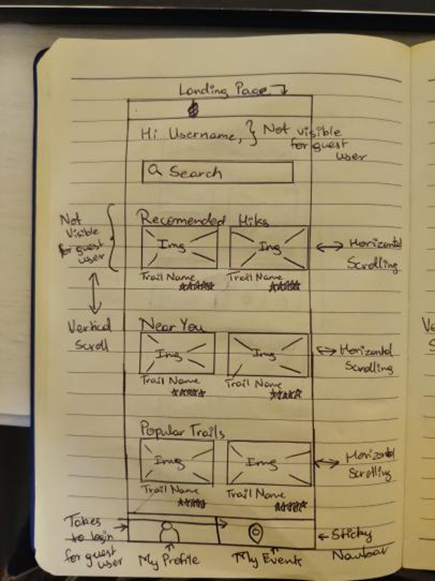 Landing Page
Hi Username, } Not visible
for guest
user
Search
Not
Visible
for guest
user
Recomended Hiks
Img Img
Horizontal
Scrolling
Trail Name Trail Name
Vertical
Scroll
Near You
Img Img
Horizontal
Scrolling
Trail Name Trail Name
Popular Trails
Img Img
Horizontal
Scrolling
Trail Name Trail Name
Takes
to login
for guest
user
My Profile
My Events
Sticky
Navbar